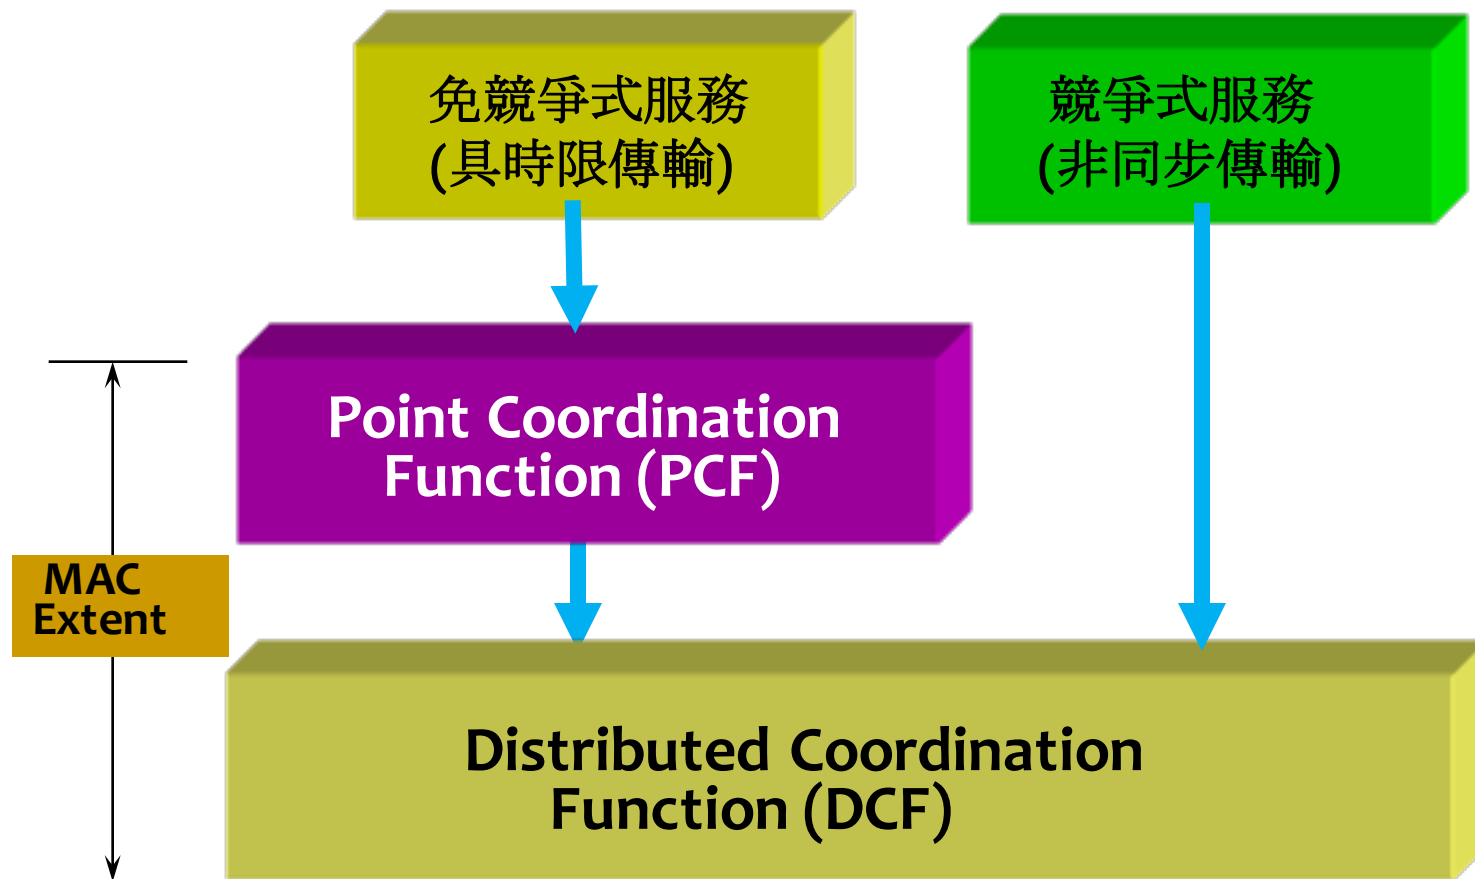 免競爭式服務
(具時限傳輸)
競爭式服務
(非同步傳輸)
Point Coordination
Function (PCF)
MAC
Extent
Distributed Coordination
Function (DCF)